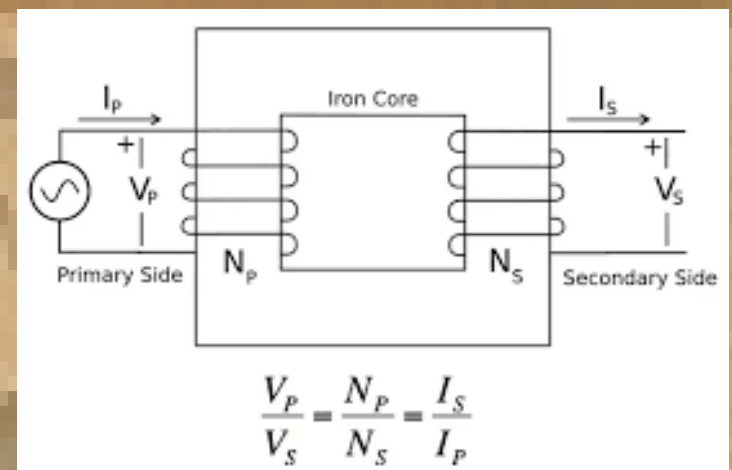 I_P
Iron Core
I_S
+
V_P
+
V_S
Primary Side
N_P
N_S
Secondary Side
V_P / V_S = N_P / N_S = I_S / I_P